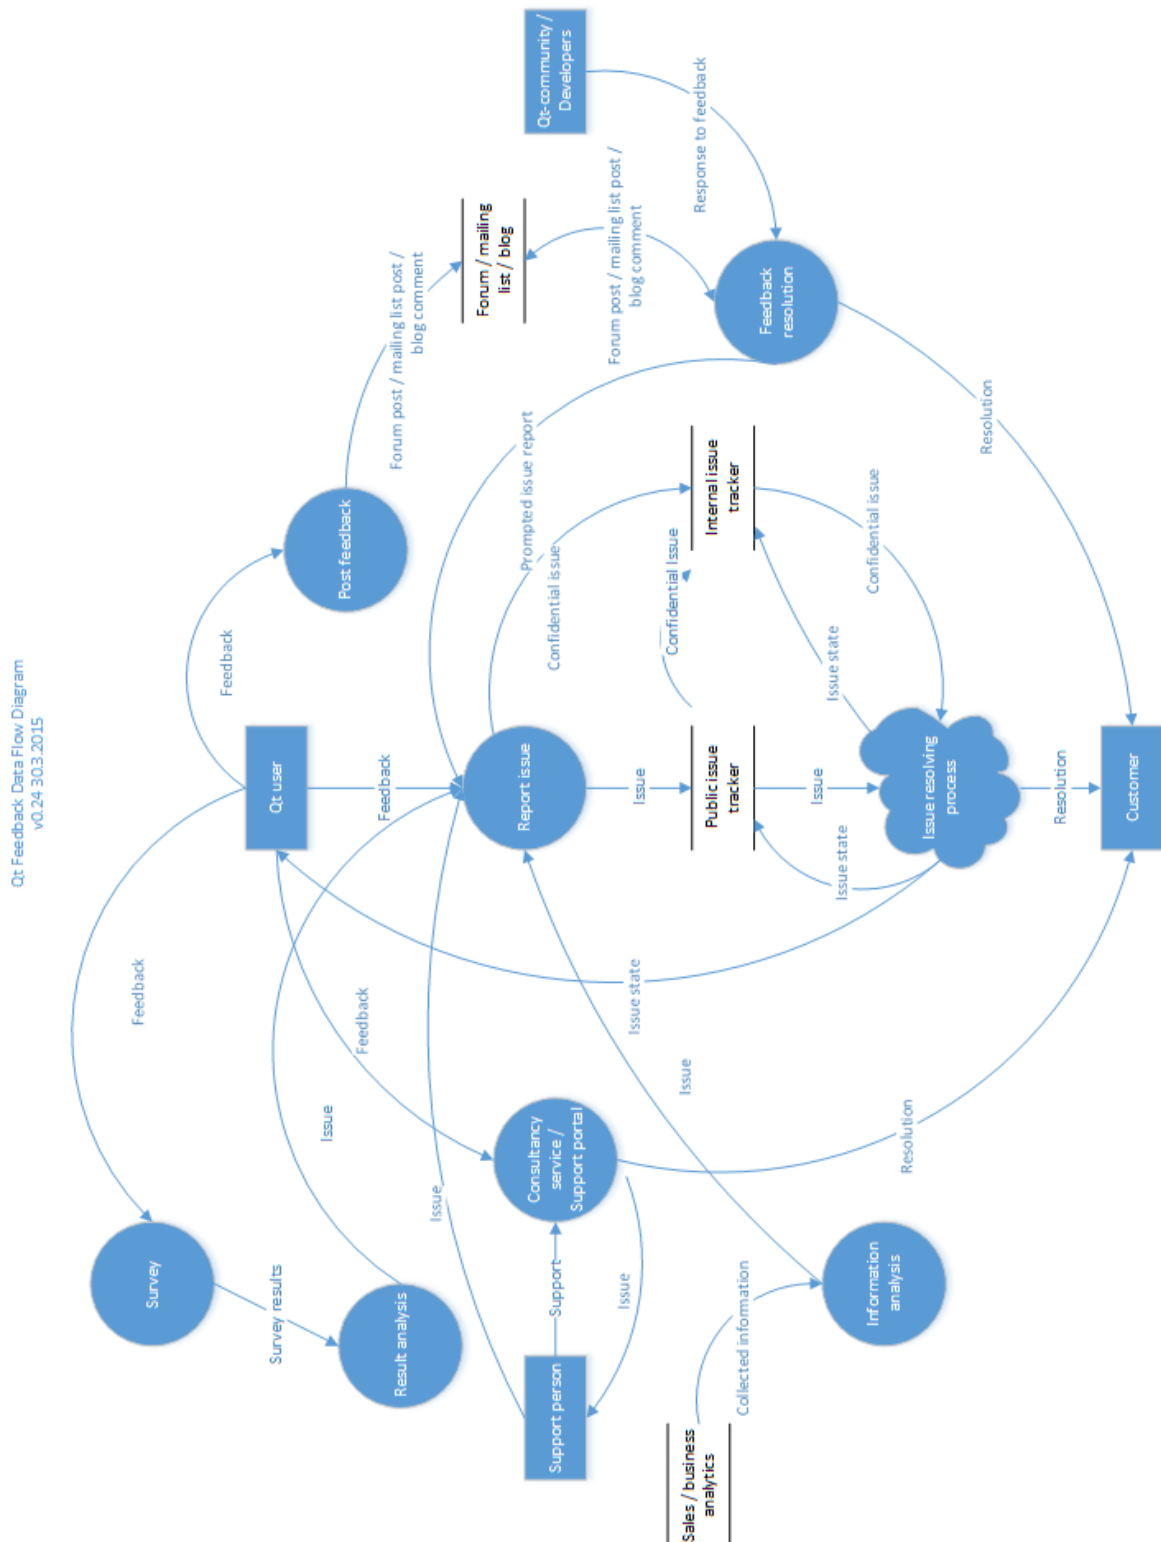 Qt Feedback Data Flow Diagram
v0.24 30.3.2015
Survey
Feedback
Feedback
Post feedback
Forum post / mailing list post /
blog comment
Survey results
Result analysis
Issue
Qt user
Feedback
Feedback
Forum / mailing
list / blog
Qt-community /
Developers
Issue
Support person
Support
Consultancy
service /
Support portal
Report issue
Confidential issue
Prompted issue report
Forum post / mailing list post /
blog comment
Response to feedback
Issue
Issue state
Issue
Confidential Issue
Sales / business
analytics
Collected information
Issue
Public issue
tracker
Internal issue
tracker
Feedback
resolution
Issue state
Issue
Issue state
Confidential issue
Information
analysis
Resolution
Issue resolving
process
Resolution
Resolution
Customer